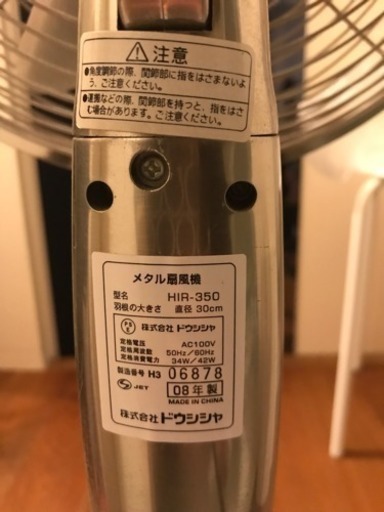 ⚠注意
●角度調節の際、関節部に指をはさまないよ
う、ご注意ください。
●運搬などの際、関節部を持つと、指をはさ
む場合があります。ご注意ください。
メタル扇風機
型名 HIR-350
羽根の大きさ 直径 30cm
PSE 株式会社 ドウシシャ
定格電圧 AC100V
定格周波数 50Hz/60Hz
定格消費電力 34W/42W
製造番号 H3 06878
S JET 08年製
MADE IN CHINA
株式会社 ドウシシャ